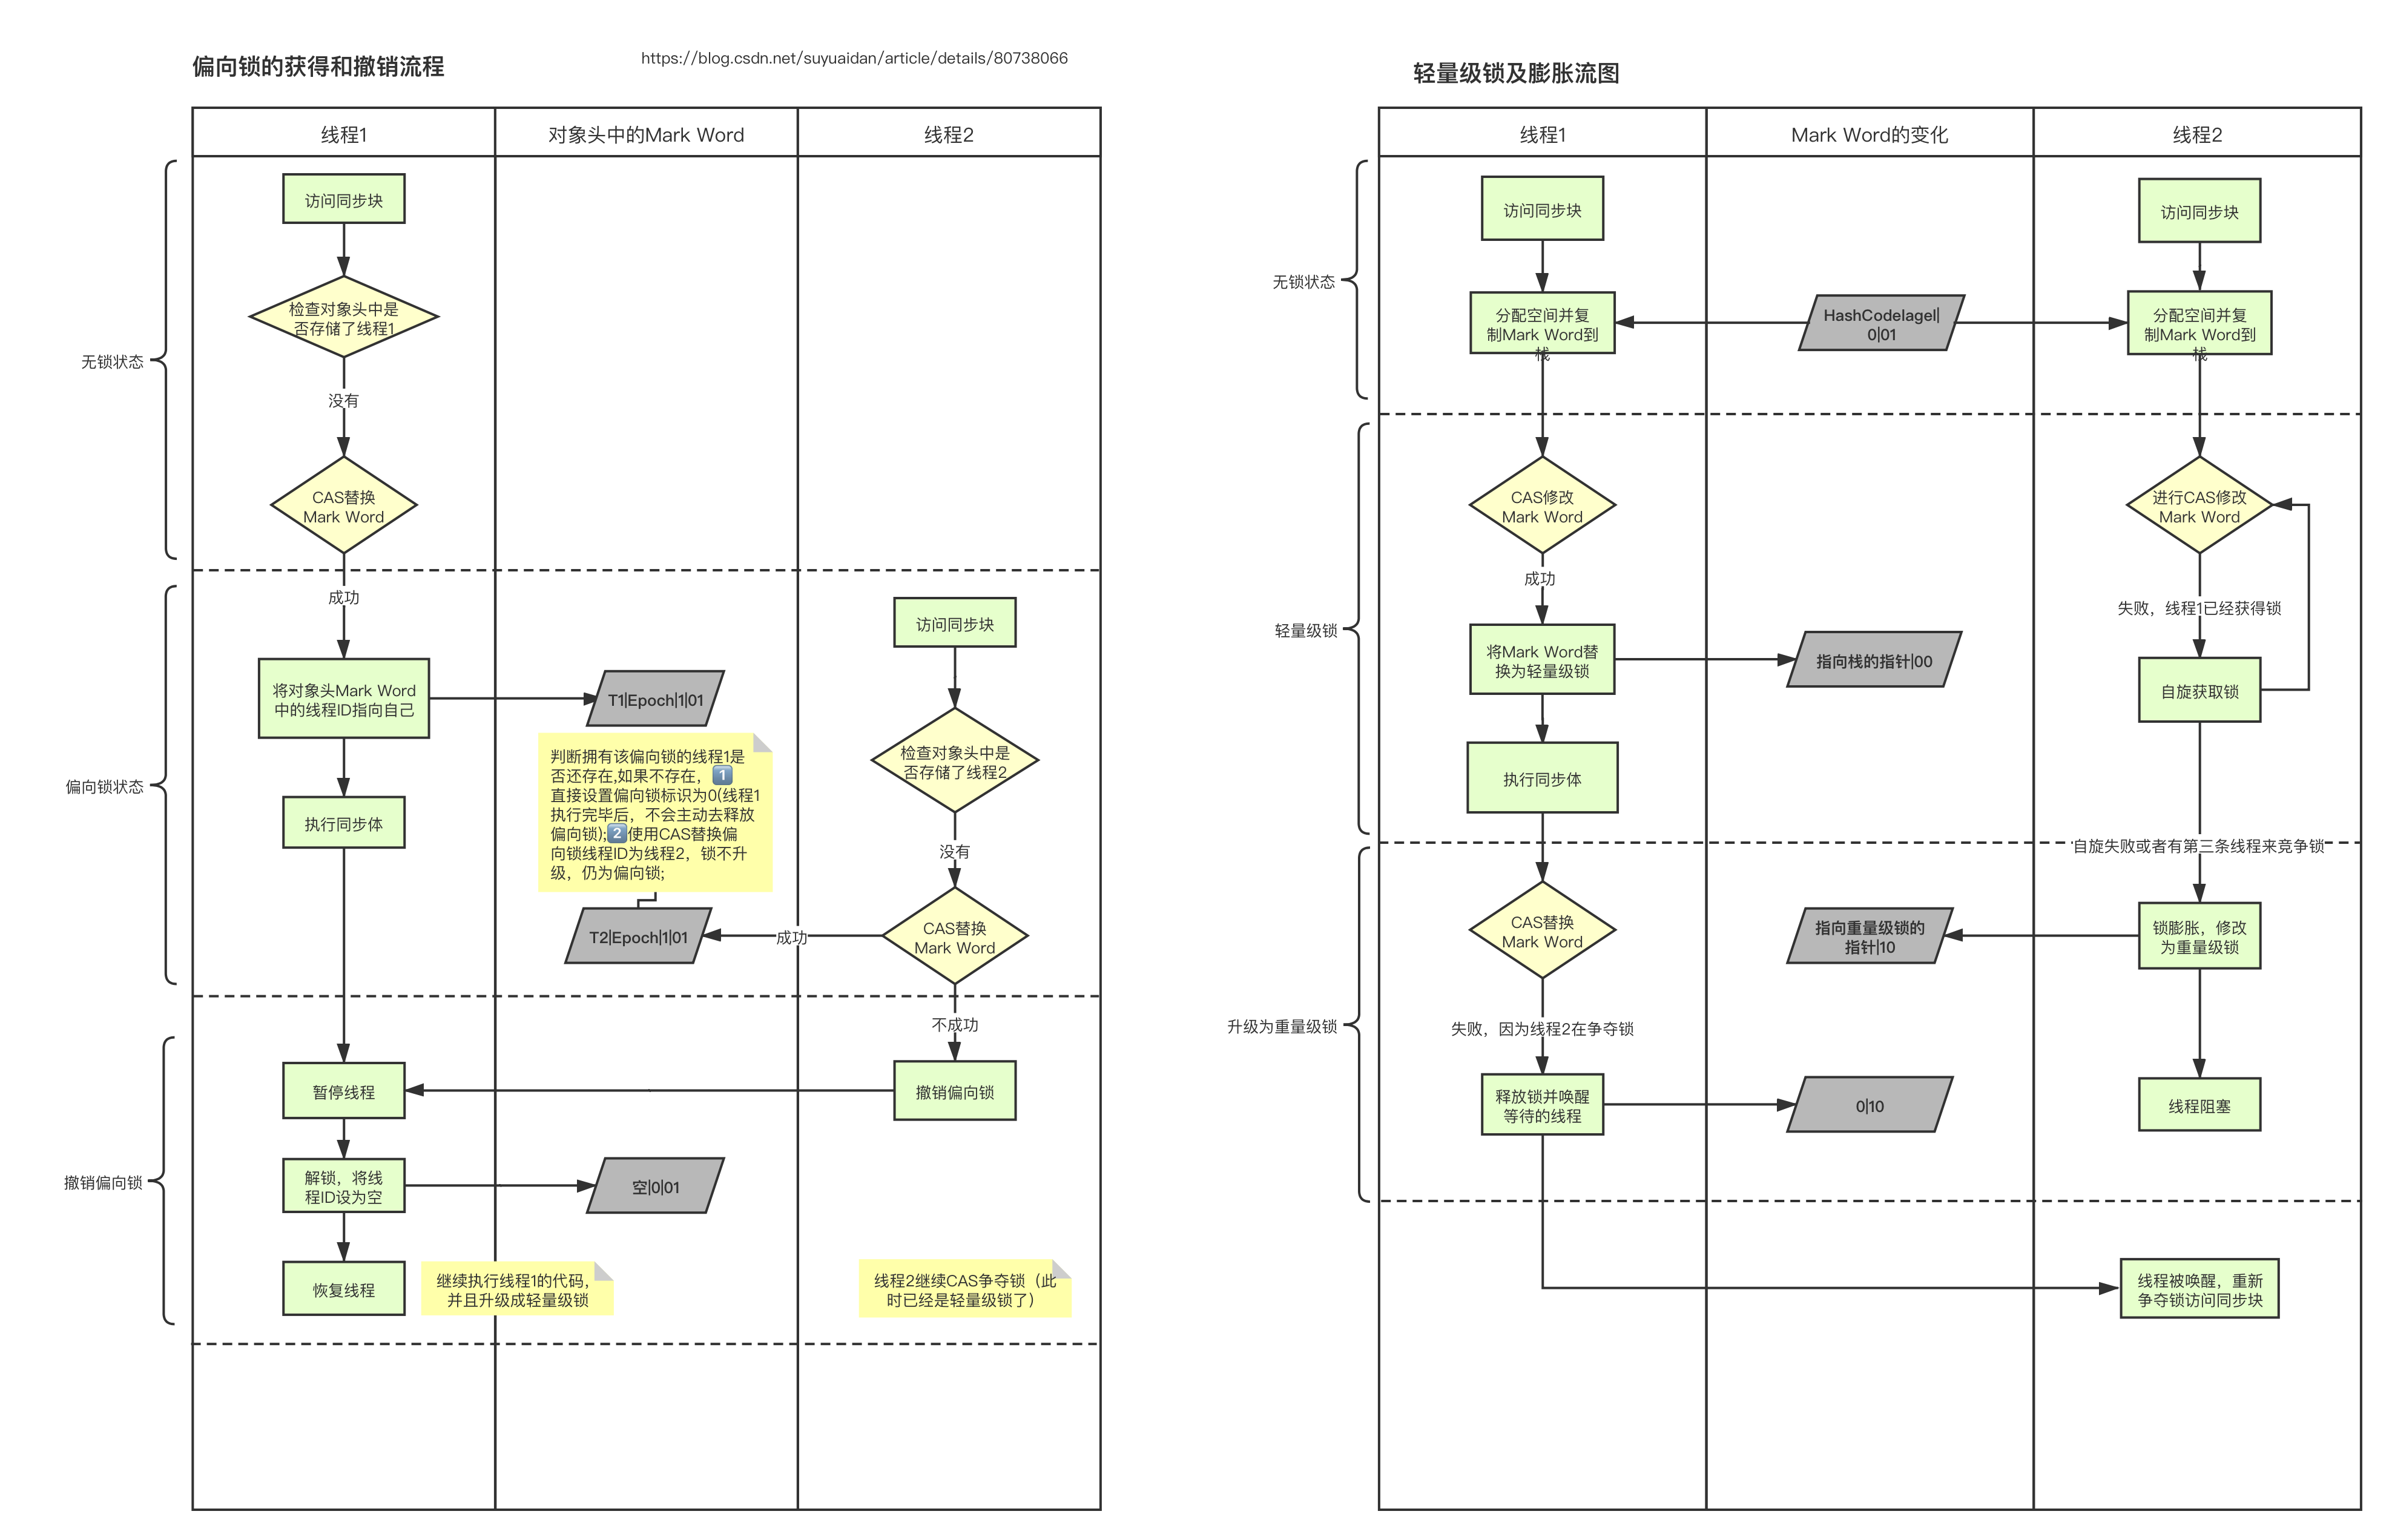 偏向锁的获得和撤销流程
https://blog.csdn.net/suyuaidan/article/details/80738066
线程1
对象头中的Mark Word
线程2
无锁状态
访问同步块
检查对象头中是
否存储了线程1
没有
CAS替换
Mark Word
偏向锁状态
成功
将对象头Mark Word
中的线程ID指向自己
T1|Epoch|1|01
执行同步体
判断拥有该偏向锁的线程1是
否还存在,如果不存在，1
直接设置偏向锁标识为0(线程1
执行完毕后，不会主动去释放
偏向锁);2使用CAS替换偏
向锁线程ID为线程2，锁不升
级，仍为偏向锁;
T2|Epoch|1|01
访问同步块
检查对象头中是
否存储了线程2
没有
CAS替换
Mark Word
成功
不成功
撤销偏向锁
暂停线程
撤销偏向锁
解锁，将线
程ID设为空
空|0|01
恢复线程
继续执行线程1的代码，
并且升级成轻量级锁
线程2继续CAS争夺锁（此
时已经是轻量级锁了）
轻量级锁及膨胀流图
线程1
Mark Word的变化
线程2
无锁状态
访问同步块
访问同步块
分配空间并复
制Mark Word到
栈
HashCodelagel|
0|01
分配空间并复
制Mark Word到
栈
轻量级锁
CAS修改
Mark Word
进行CAS修改
Mark Word
成功
失败，线程1已经获得锁
将Mark Word替
换为轻量级锁
指向栈的指针|00
自旋获取锁
执行同步体
自旋失败或者有第三条线程来竞争锁
升级为重量级锁
CAS替换
Mark Word
指向重量级锁的
指针|10
锁膨胀，修改
为重量级锁
失败，因为线程2在争夺锁
释放锁并唤醒
等待的线程
0|10
线程阻塞
线程被唤醒，重新
争夺锁访问同步块